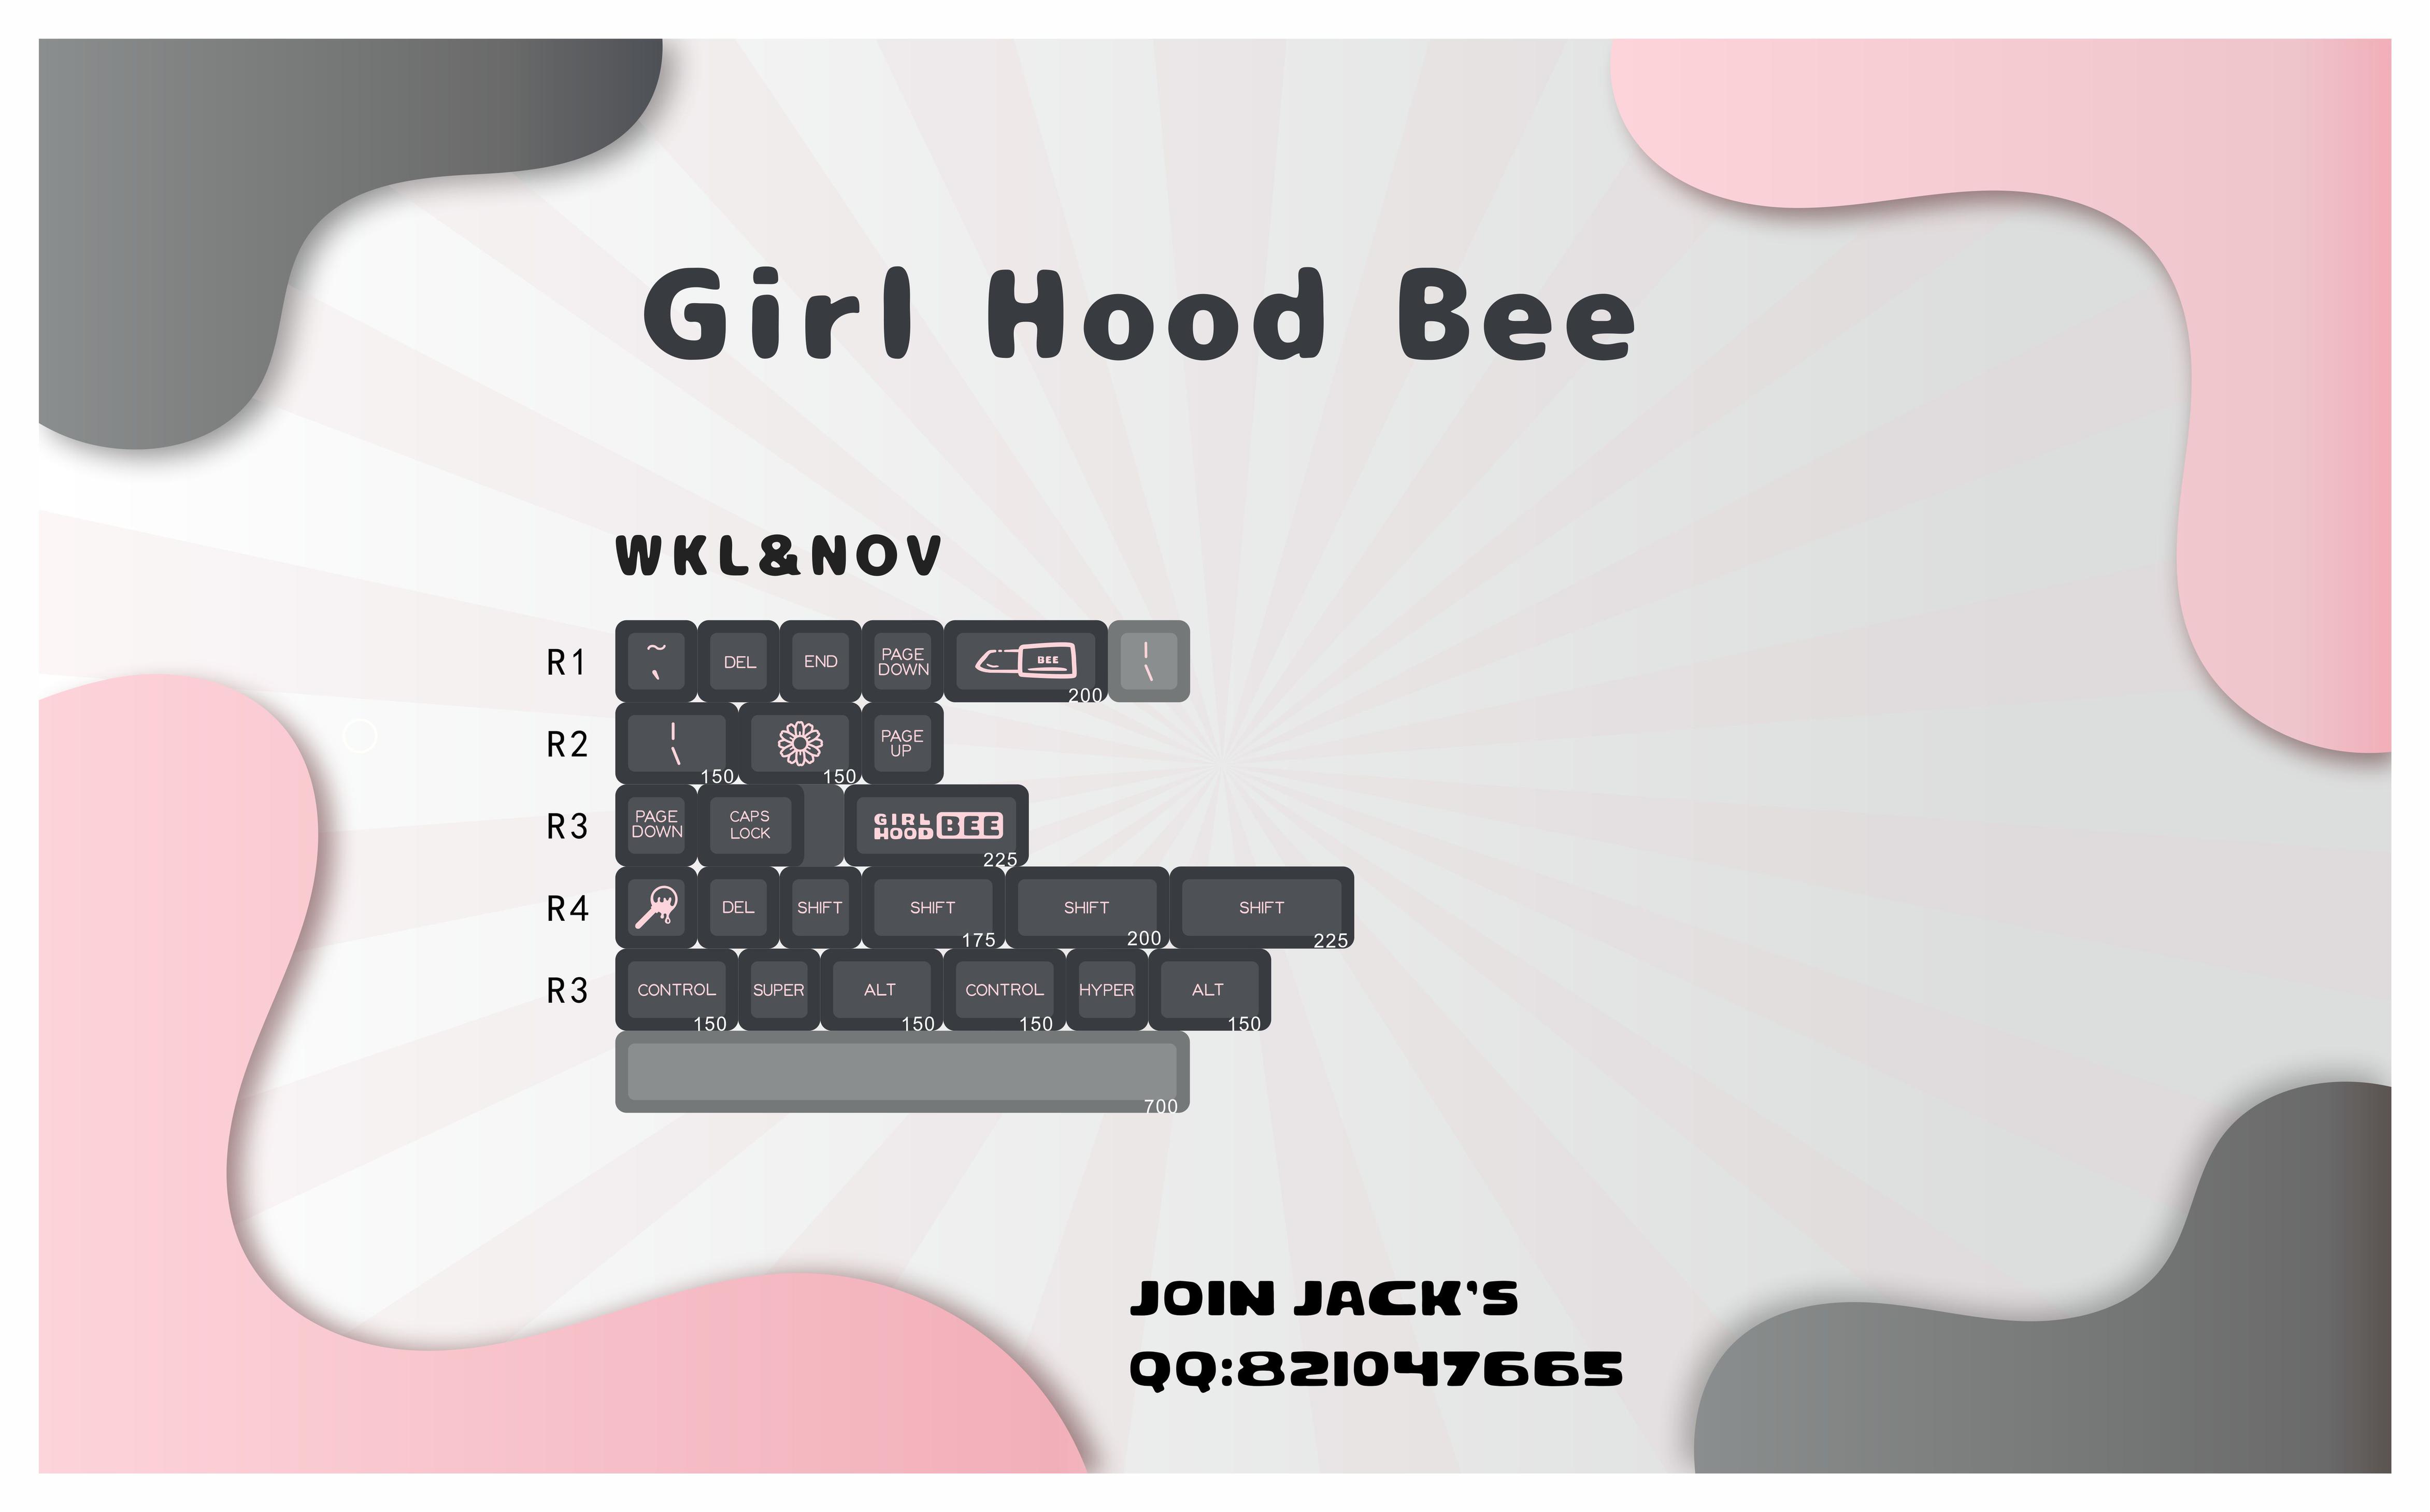 Girl Hood Bee
WKL&NOV
R1 ~ ` DEL END PAGE DOWN BEE 200 | \
R2 | \ 150 150 PAGE UP
R3 PAGE DOWN CAPS LOCK GIRL HOOD BEE 225
R4 DEL SHIFT SHIFT 175 SHIFT 200 SHIFT 225
R3 CONTROL 150 SUPER ALT 150 CONTROL 150 HYPER ALT 150
700
JOIN JACK'S
QQ:821047665